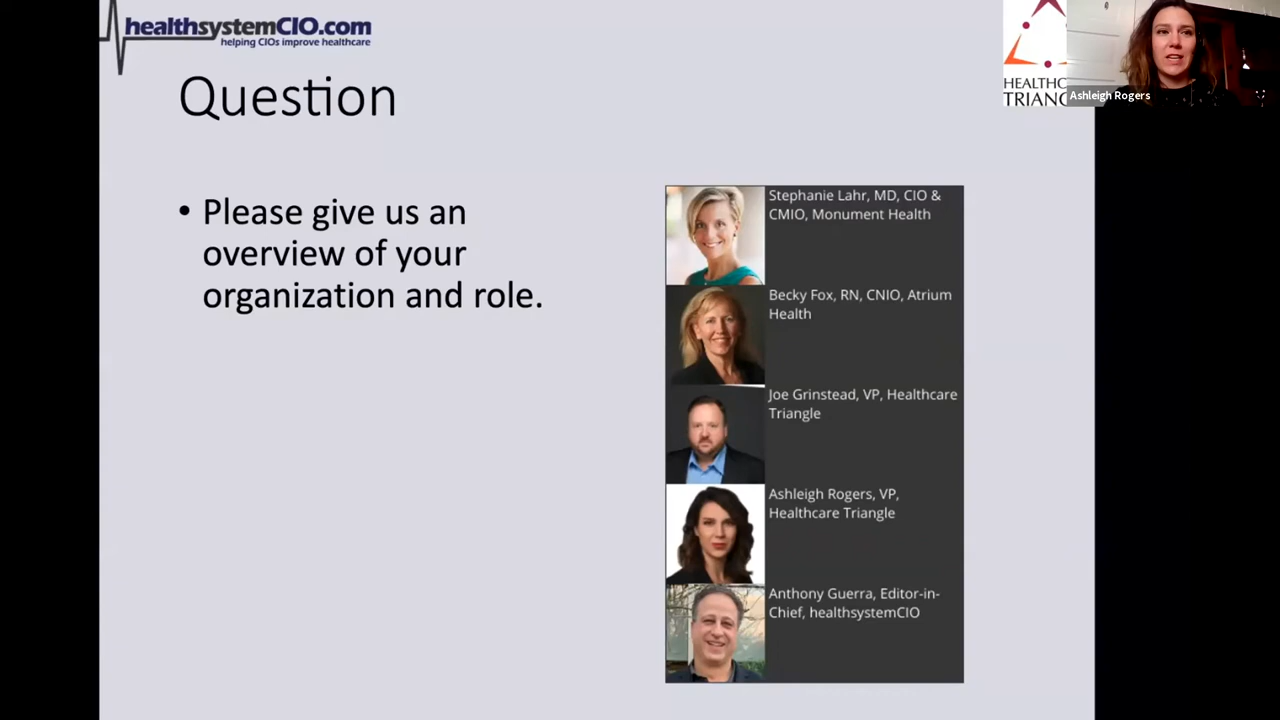 healthsystemCIO.com
helping CIOs improve healthcare
Question
• Please give us an
overview of your
organization and role.
Stephanie Lahr, MD, CIO &
CMIO, Monument Health
Becky Fox, RN, CNIO, Atrium
Health
Joe Grinstead, VP, Healthcare
Triangle
Ashleigh Rogers, VP,
Healthcare Triangle
Anthony Guerra, Editor-in-
Chief, healthsystemCIO
HEALTHC
TRIANG
Ashleigh Rogers